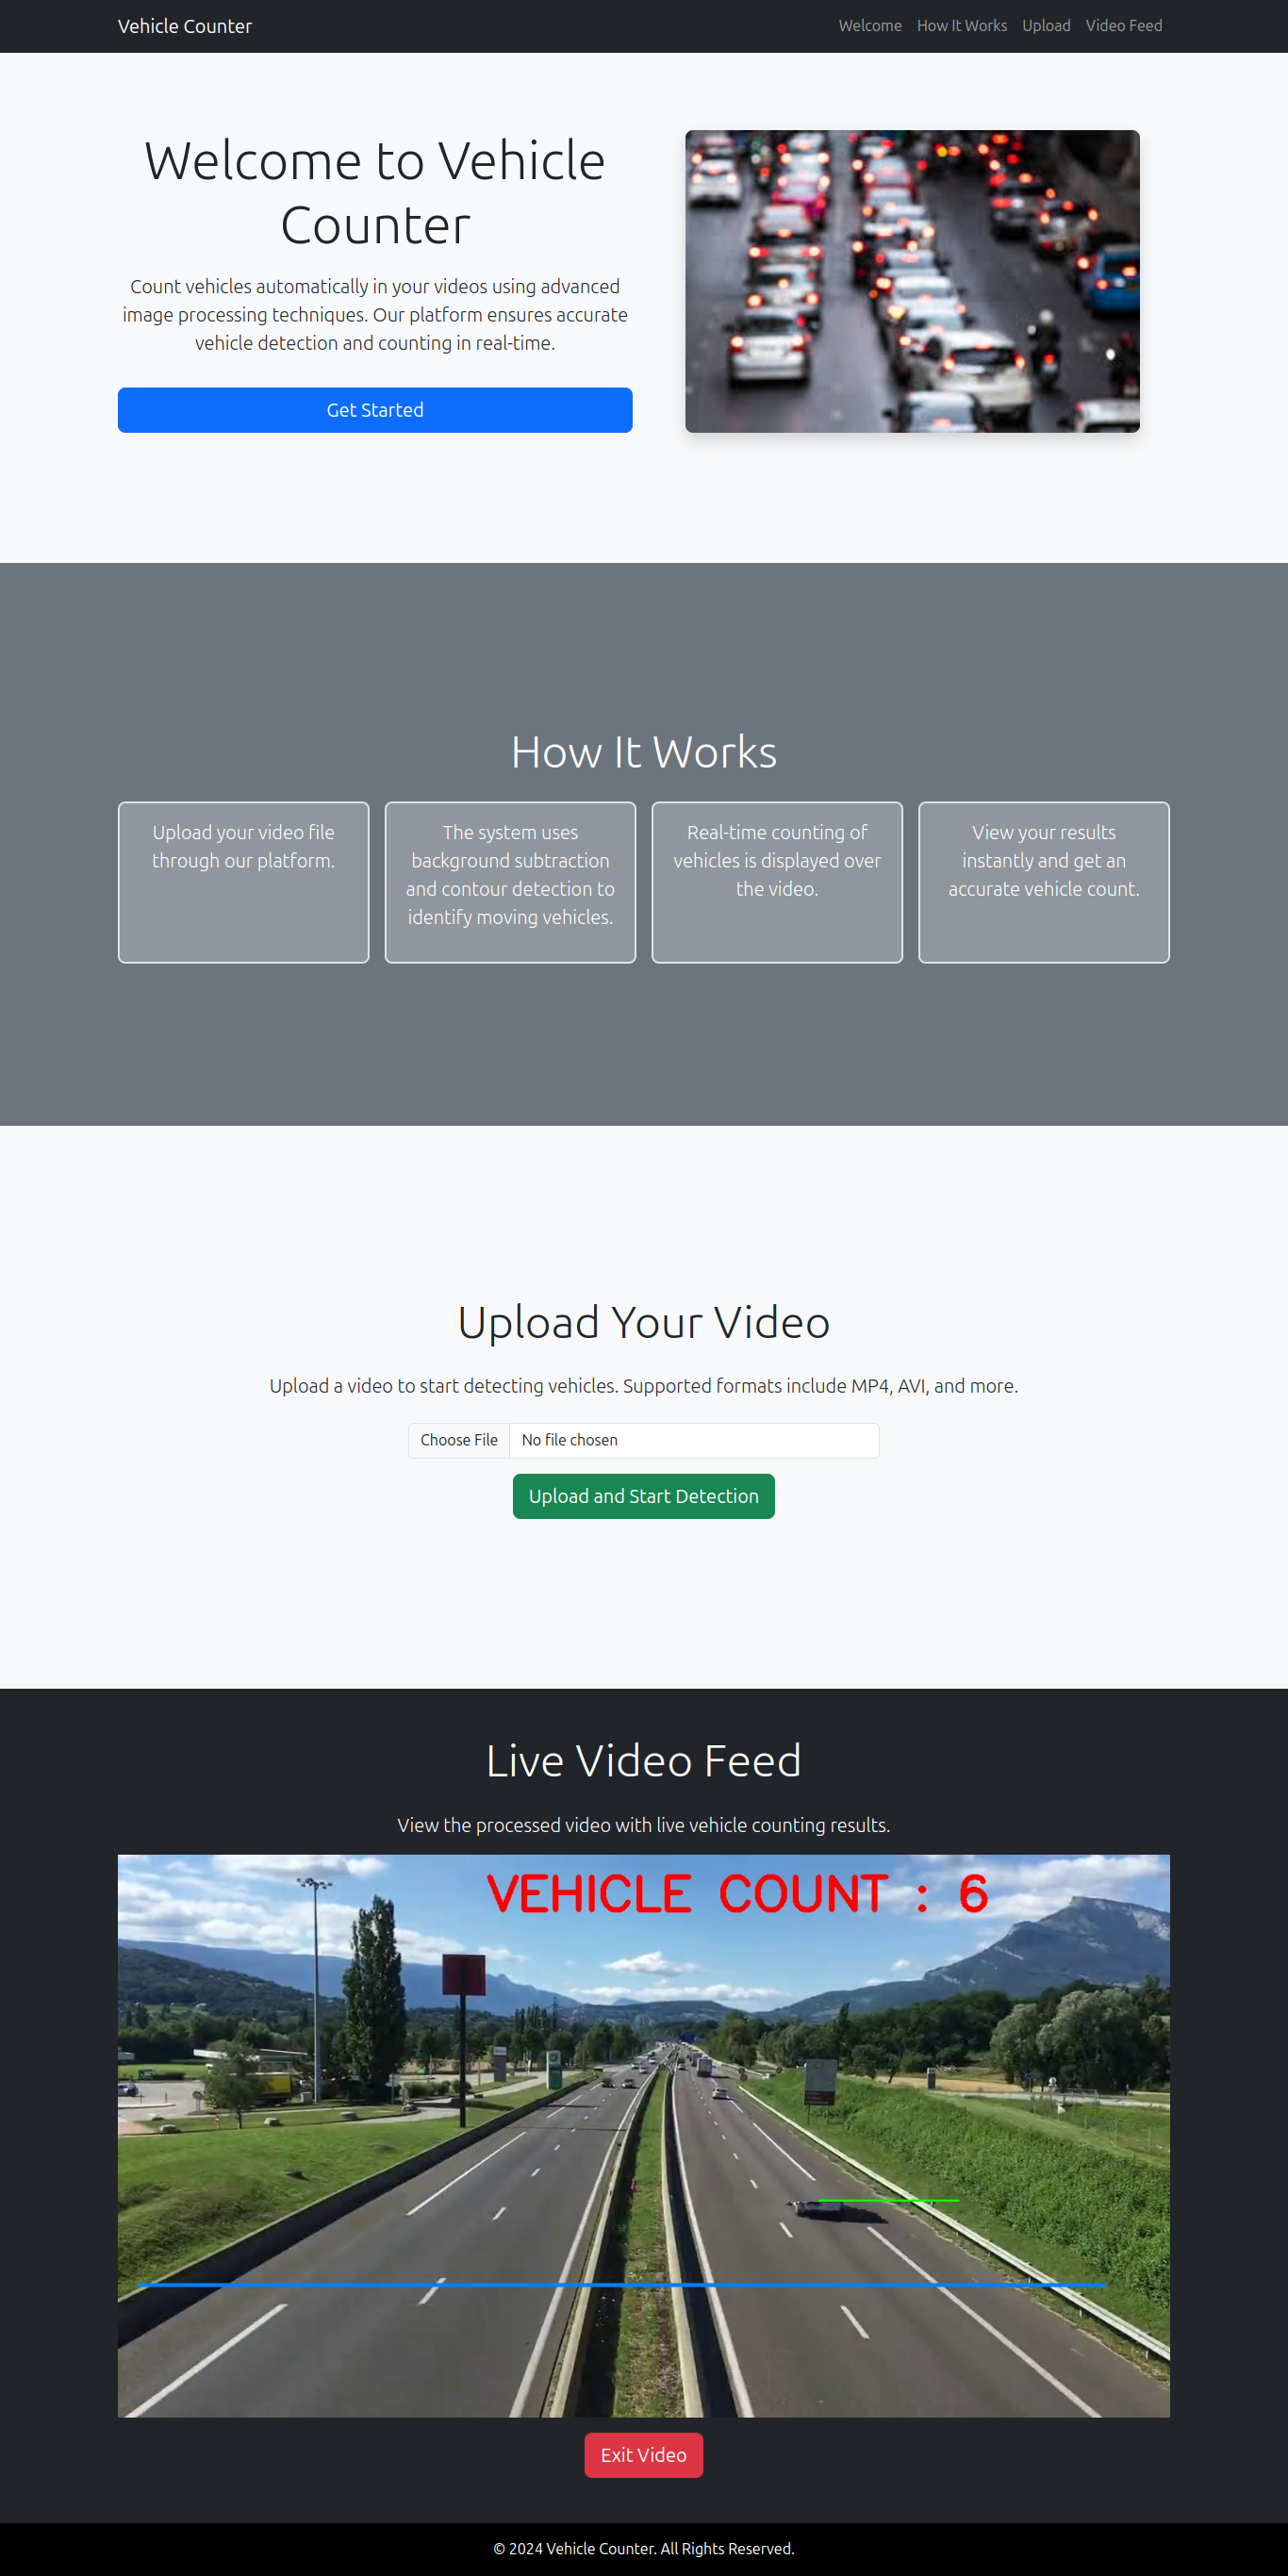 Vehicle Counter
Welcome How It Works Upload Video Feed
Welcome to Vehicle
Counter
Count vehicles automatically in your videos using advanced
image processing techniques. Our platform ensures accurate
vehicle detection and counting in real-time.
Get Started
How It Works
Upload your video file
through our platform.
The system uses
background subtraction
and contour detection to
identify moving vehicles.
Real-time counting of
vehicles is displayed over
the video.
View your results
instantly and get an
accurate vehicle count.
Upload Your Video
Upload a video to start detecting vehicles. Supported formats include MP4, AVI, and more.
Choose File No file chosen
Upload and Start Detection
Live Video Feed
View the processed video with live vehicle counting results.
VEHICLE COUNT : 6
Exit Video
© 2024 Vehicle Counter. All Rights Reserved.